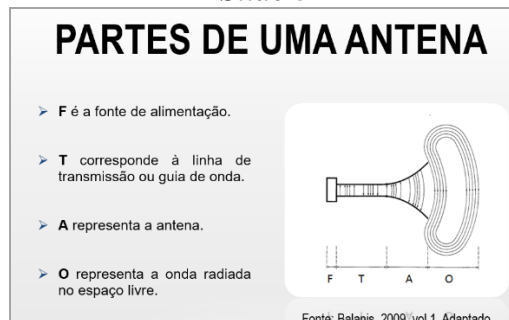 PARTES DE UMA ANTENA
➢ F é a fonte de alimentação.
➢ T corresponde à linha de
transmissão ou guia de onda.
➢ A representa a antena.
➢ O representa a onda radiada
no espaço livre.
F T A O
Fonte: Balanis, 2009, vol 1. Adaptado